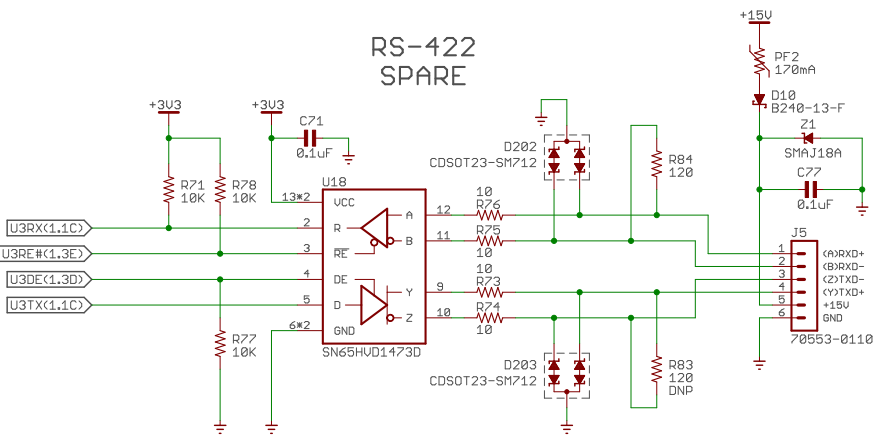 RS-422
SPARE
+15V
PF2
170mA
D10
B240-13-F
Z1
SMAJ18A
C77
0.1uF
+3V3
+3V3
C71
0.1uF
R71
10K
R78
10K
U18
13*2
VCC
2
R
3
RE
4
DE
5
D
6*2
GND
A
12
B
11
Y
9
Z
10
SN65HVD1473D
U3RX(1.1C)
U3RE#(1.3E)
U3DE(1.3D)
U3TX(1.1C)
R77
10K
10
R76
R75
10
10
R73
R74
10
D202
CDSOT23-SM712
R84
120
D203
CDSOT23-SM712
R83
120
DNP
J5
1
(A)RXD+
2
(B)RXD-
3
(Z)TXD-
4
(Y)TXD+
5
+15V
6
GND
70553-0110